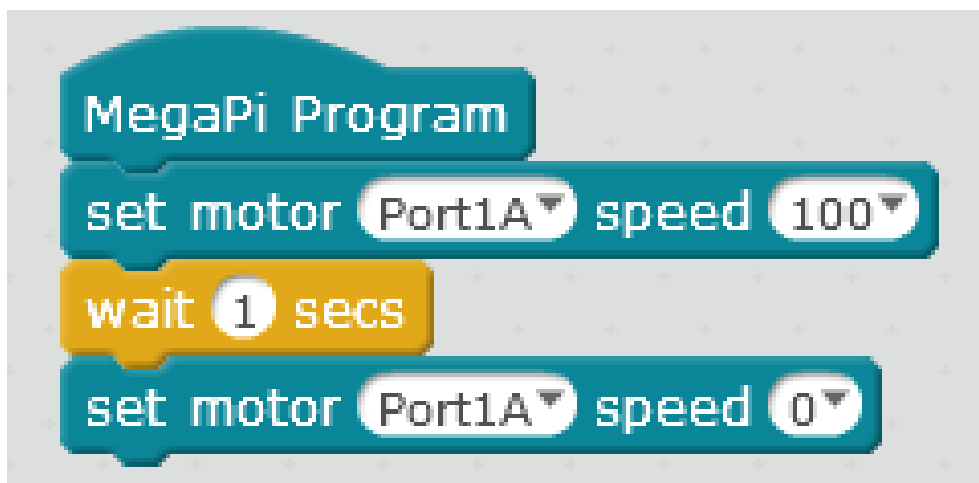 MegaPi Program
set motor Port1A speed 100
wait 1 secs
set motor Port1A speed 0